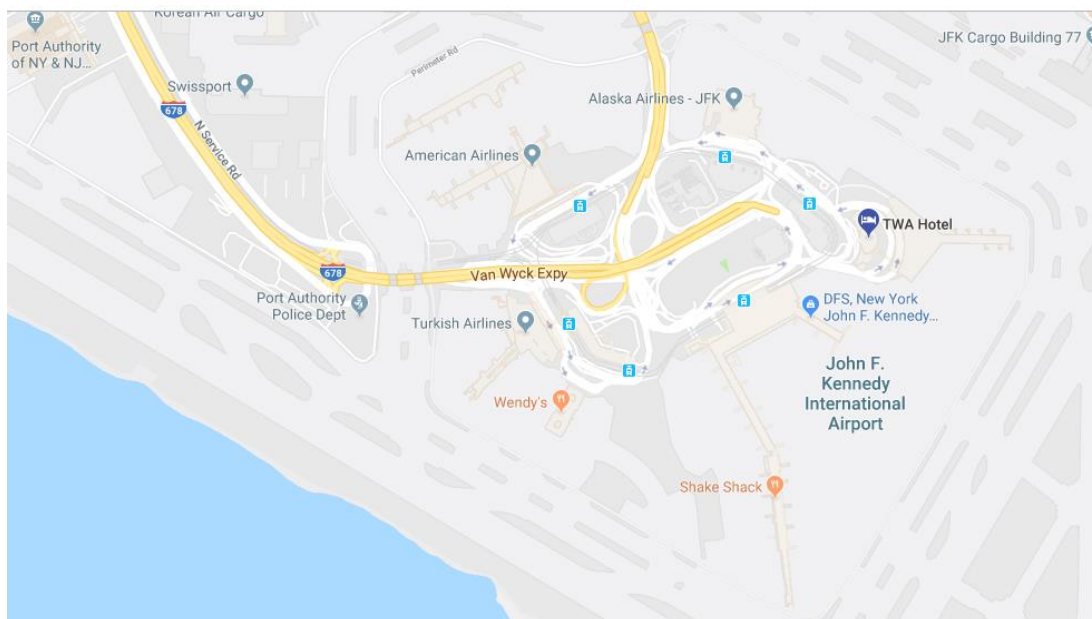 Korean Air Cargo
Port Authority
of NY & NJ...
JFK Cargo Building 77
Perimeter Rd
Swissport
Alaska Airlines - JFK
678
N Service Rd
American Airlines
TWA Hotel
678
Van Wyck Expy
Port Authority
Police Dept
Turkish Airlines
DFS, New York
John F. Kennedy...
John F.
Kennedy
International
Airport
Wendy's
Shake Shack